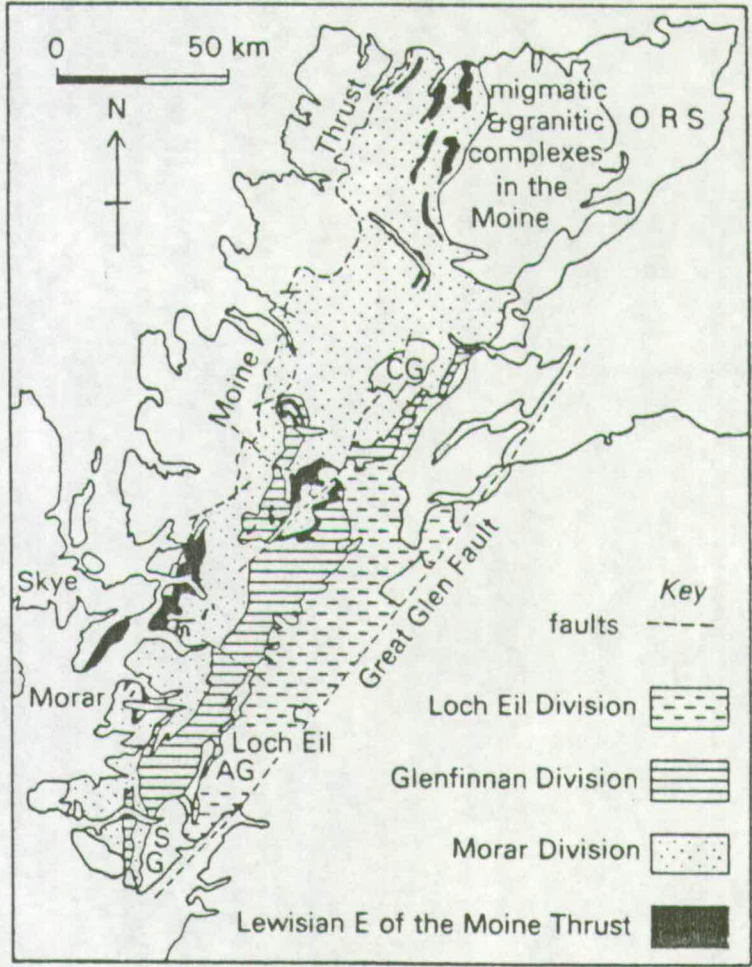 0 50 km
N
Thrust
migmatic
&granitic
complexes
in the
Moine
ORS
Moine
CG
Skye
Great Glen Fault
Key
faults
Morar
Loch Eil Division
Loch Eil
AG
Glenfinnan Division
S
G
Morar Division
Lewisian E of the Moine Thrust